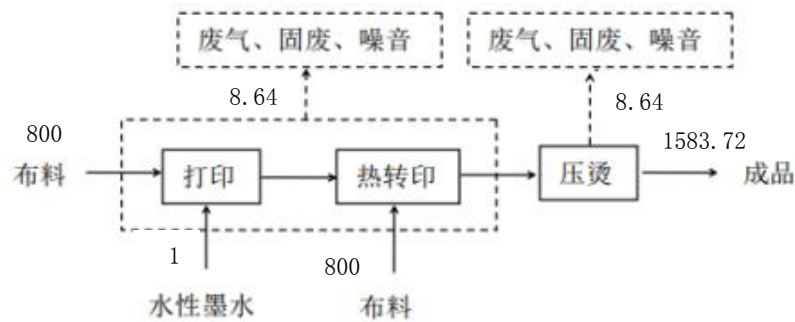 废气、固废、噪音
废气、固废、噪音
8.64
8.64
800
1583.72
布料
打印
热转印
压烫
成品
1
800
水性墨水
布料